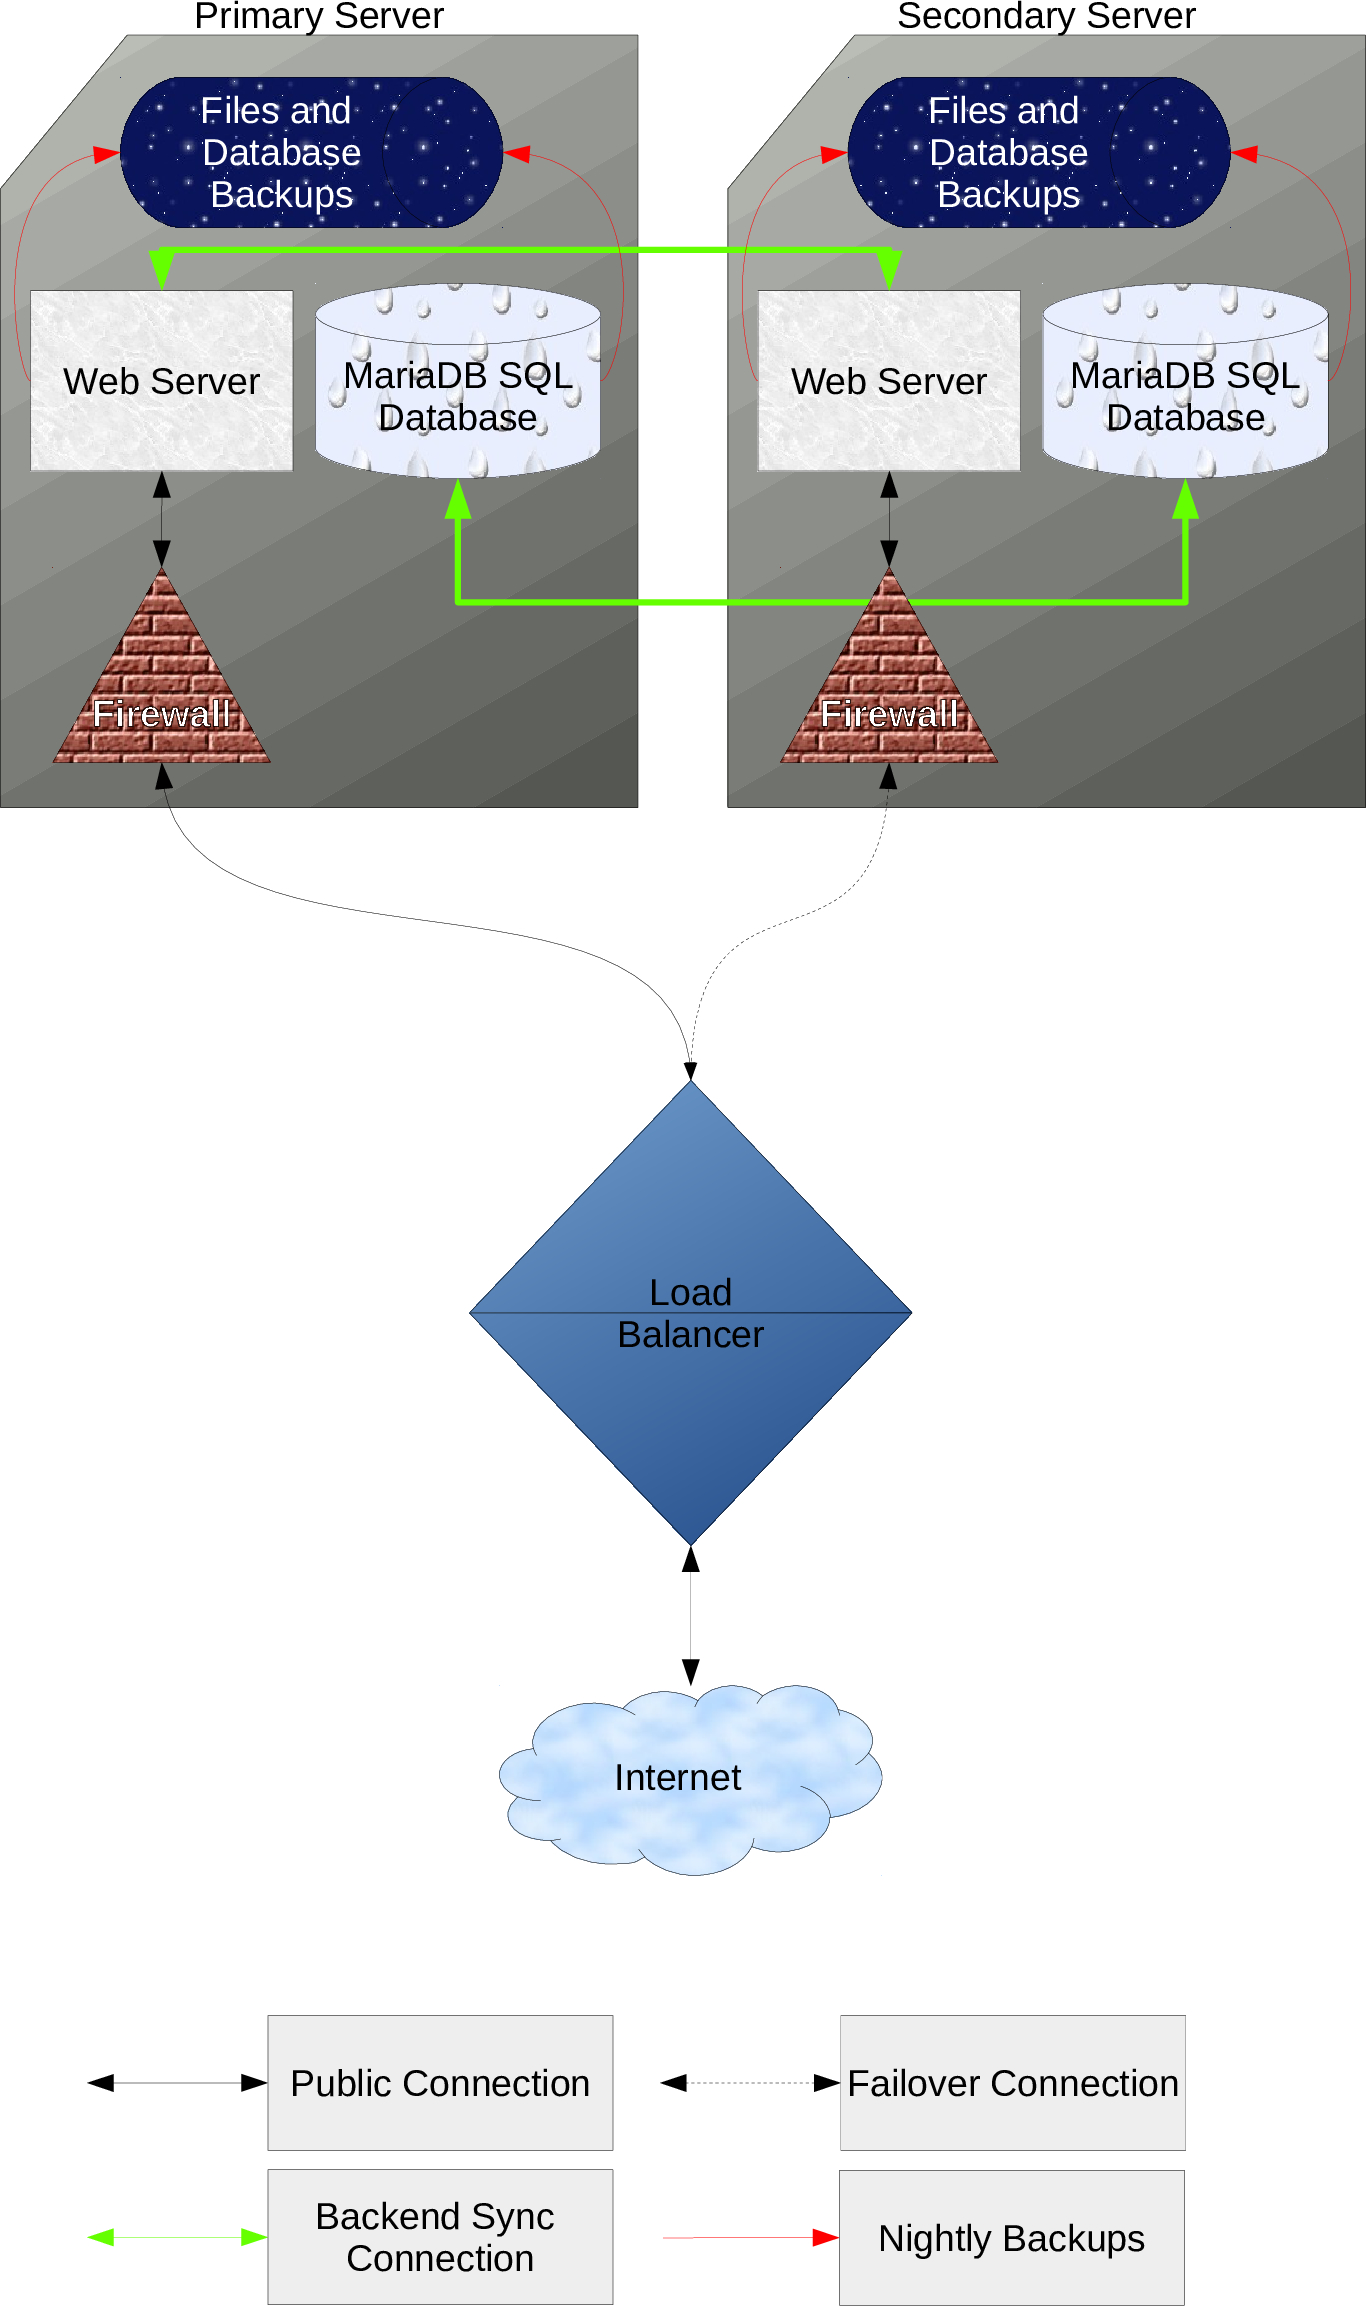 Primary Server
Secondary Server
Files and
Database
Backups
Files and
Database
Backups
Web Server
MariaDB SQL
Database
Web Server
MariaDB SQL
Database
Firewall
Firewall
Load
Balancer
Internet
Public Connection
Failover Connection
Backend Sync
Connection
Nightly Backups